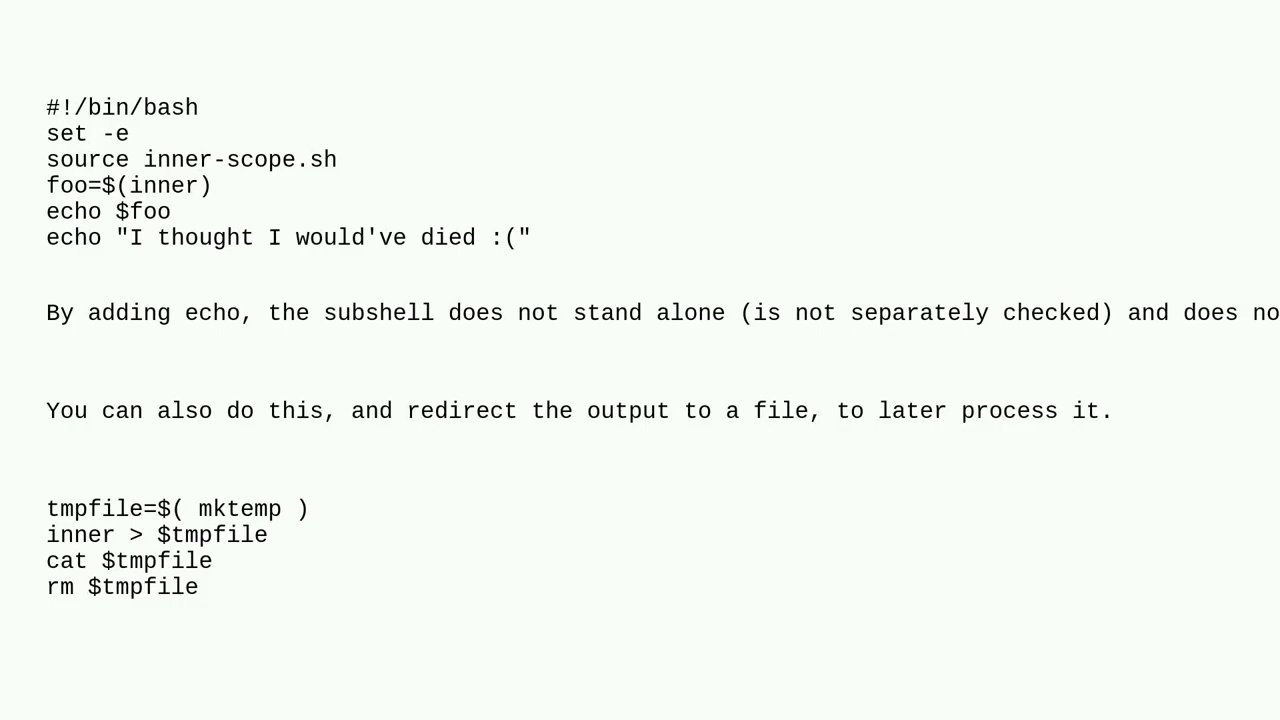 #!/bin/bash
set -e
source inner-scope.sh
foo=$(inner)
echo $foo
echo "I thought I would've died :("
By adding echo, the subshell does not stand alone (is not separately checked) and does no
You can also do this, and redirect the output to a file, to later process it.
tmpfile=$( mktemp )
inner > $tmpfile
cat $tmpfile
rm $tmpfile